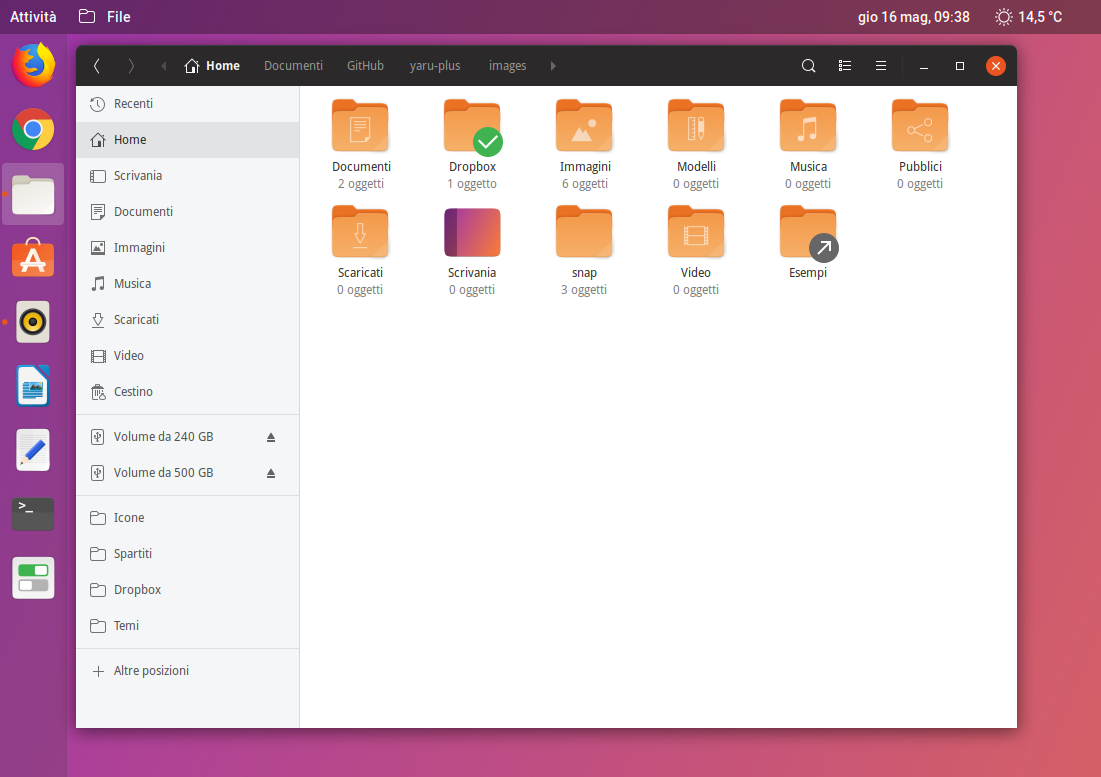 Attività File gio 16 mag, 09:38 14,5 °C
Home Documenti GitHub yaru-plus images
Recenti
Home
Scrivania
Documenti
Immagini
Musica
Scaricati
Video
Cestino
Volume da 240 GB
Volume da 500 GB
Icone
Spartiti
Dropbox
Temi
Altre posizioni
Documenti Dropbox Immagini Modelli Musica Pubblici
2 oggetti 1 oggetto 6 oggetti 0 oggetti 0 oggetti 0 oggetti
Scaricati Scrivania snap Video Esempi
0 oggetti 0 oggetti 3 oggetti 0 oggetti
>_